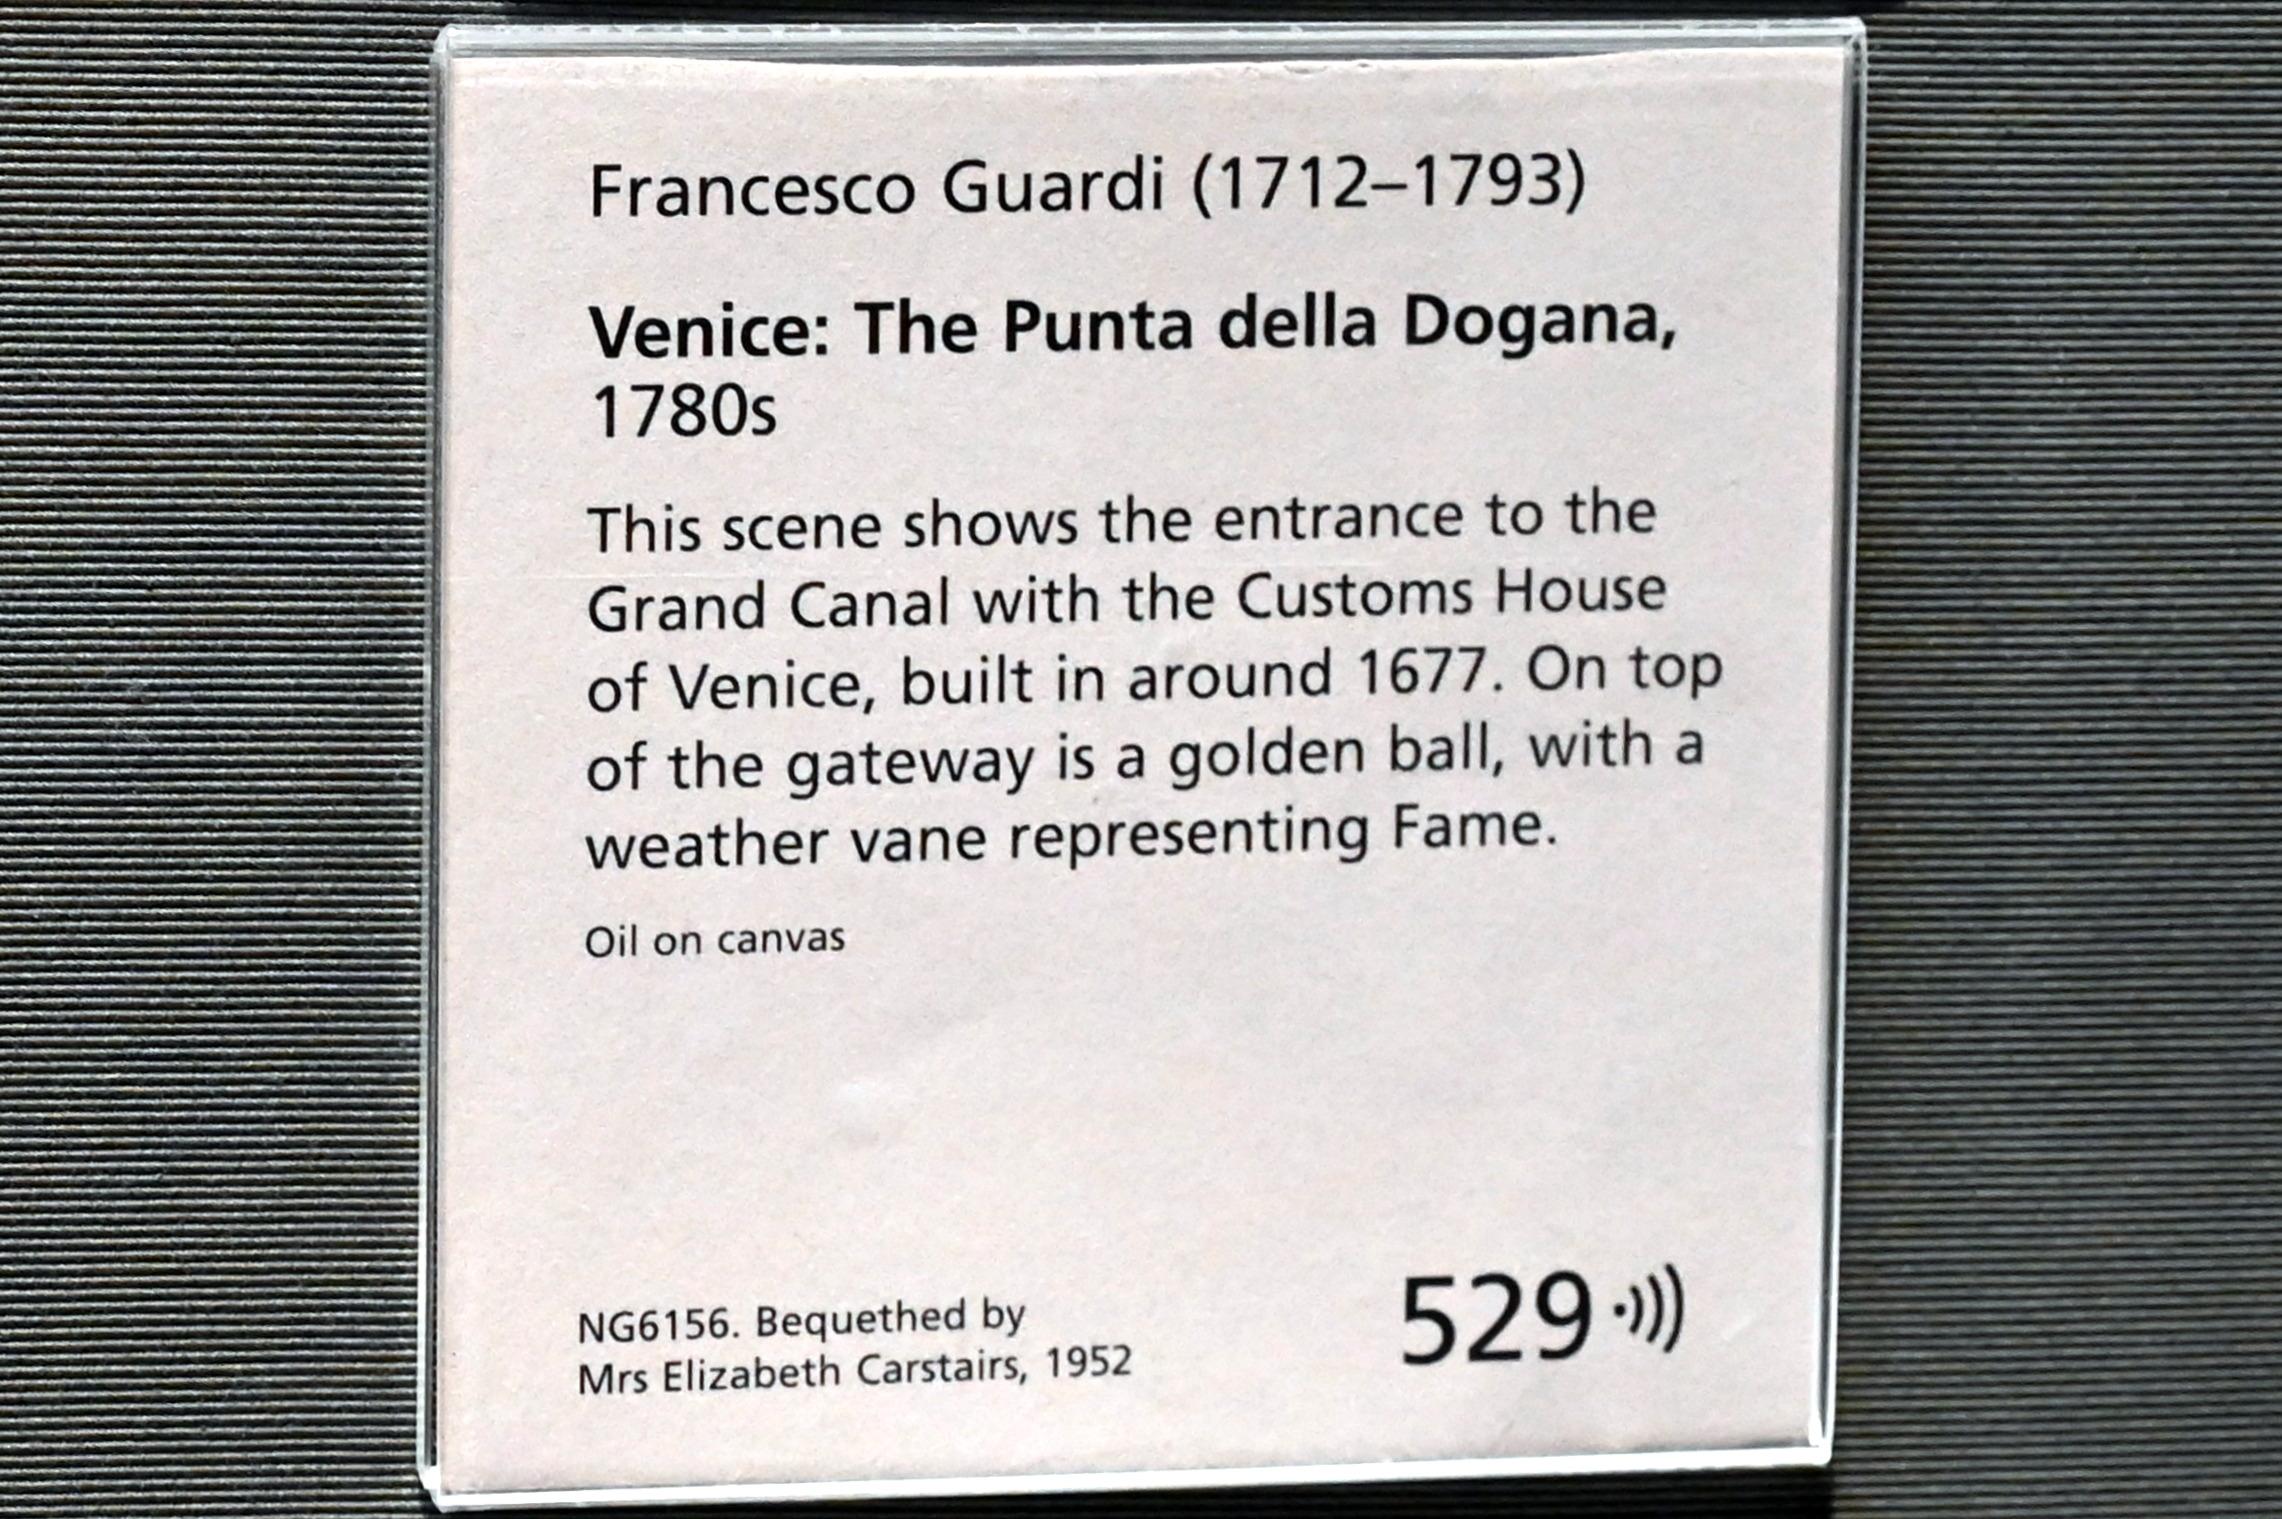 Francesco Guardi (1712–1793)
Venice: The Punta della Dogana,
1780s
This scene shows the entrance to the
Grand Canal with the Customs House
of Venice, built in around 1677. On top
of the gateway is a golden ball, with a
weather vane representing Fame.
Oil on canvas
NG6156. Bequethed by
Mrs Elizabeth Carstairs, 1952
529